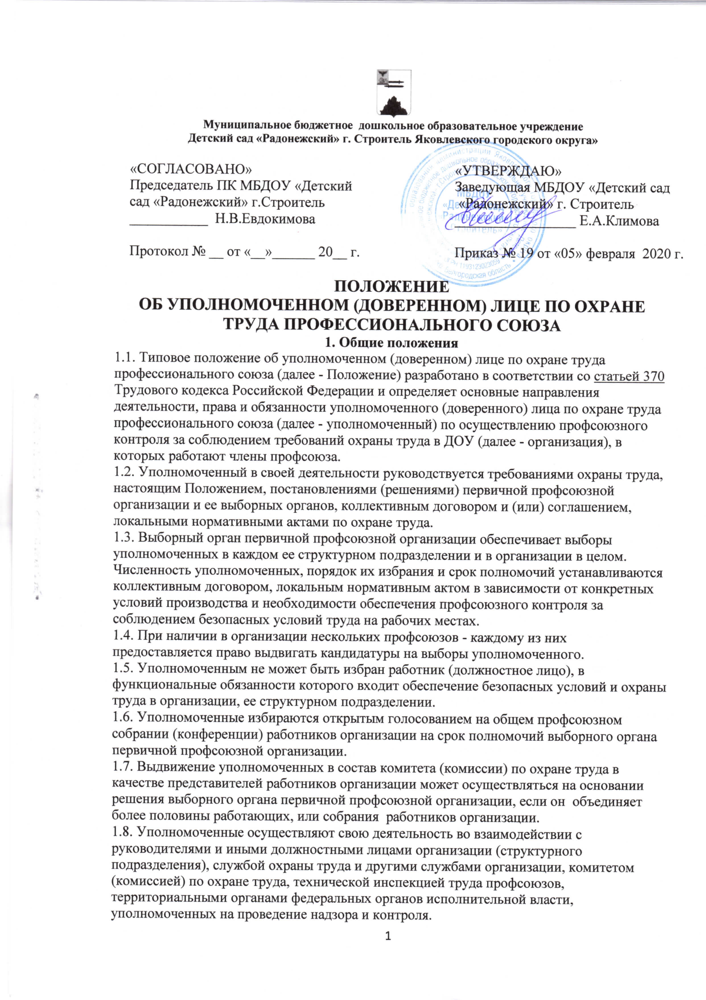 Муниципальное бюджетное дошкольное образовательное учреждение
Детский сад «Радонежский» г. Строитель Яковлевского городского округа»
«СОГЛАСОВАНО»
Председатель ПК МБДОУ «Детский
сад «Радонежский» г.Строитель
___________ Н.В.Евдокимова
Протокол № __ от «__»______ 20__ г.
«УТВЕРЖДАЮ»
Заведующая МБДОУ «Детский сад
«Радонежский» г. Строитель
_________________ Е.А.Климова
Приказ № 19 от «05» февраля 2020 г.
МБДОУ
«Детский сад
«Радонежский»
Строитель»
ОГРН 1193123023059
Белгородская область
ПОЛОЖЕНИЕ
ОБ УПОЛНОМОЧЕННОМ (ДОВЕРЕННОМ) ЛИЦЕ ПО ОХРАНЕ
ТРУДА ПРОФЕССИОНАЛЬНОГО СОЮЗА
1. Общие положения
1.1. Типовое положение об уполномоченном (доверенном) лице по охране труда
профессионального союза (далее - Положение) разработано в соответствии со статьей 370
Трудового кодекса Российской Федерации и определяет основные направления
деятельности, права и обязанности уполномоченного (доверенного) лица по охране труда
профессионального союза (далее - уполномоченный) по осуществлению профсоюзного
контроля за соблюдением требований охраны труда в ДОУ (далее - организация), в
которых работают члены профсоюза.
1.2. Уполномоченный в своей деятельности руководствуется требованиями охраны труда,
настоящим Положением, постановлениями (решениями) первичной профсоюзной
организации и ее выборных органов, коллективным договором и (или) соглашением,
локальными нормативными актами по охране труда.
1.3. Выборный орган первичной профсоюзной организации обеспечивает выборы
уполномоченных в каждом ее структурном подразделении и в организации в целом.
Численность уполномоченных, порядок их избрания и срок полномочий устанавливаются
коллективным договором, локальным нормативным актом в зависимости от конкретных
условий производства и необходимости обеспечения профсоюзного контроля за
соблюдением безопасных условий труда на рабочих местах.
1.4. При наличии в организации нескольких профсоюзов - каждому из них
предоставляется право выдвигать кандидатуры на выборы уполномоченного.
1.5. Уполномоченным не может быть избран работник (должностное лицо), в
функциональные обязанности которого входит обеспечение безопасных условий и охраны
труда в организации, ее структурном подразделении.
1.6. Уполномоченные избираются открытым голосованием на общем профсоюзном
собрании (конференции) работников организации на срок полномочий выборного органа
первичной профсоюзной организации.
1.7. Выдвижение уполномоченных в состав комитета (комиссии) по охране труда в
качестве представителей работников организации может осуществляться на основании
решения выборного органа первичной профсоюзной организации, если он объединяет
более половины работающих, или собрания работников организации.
1.8. Уполномоченные осуществляют свою деятельность во взаимодействии с
руководителями и иными должностными лицами организации (структурного
подразделения), службой охраны труда и другими службами организации, комитетом
(комиссией) по охране труда, технической инспекцией труда профсоюзов,
территориальными органами федеральных органов исполнительной власти,
уполномоченных на проведение надзора и контроля.
1